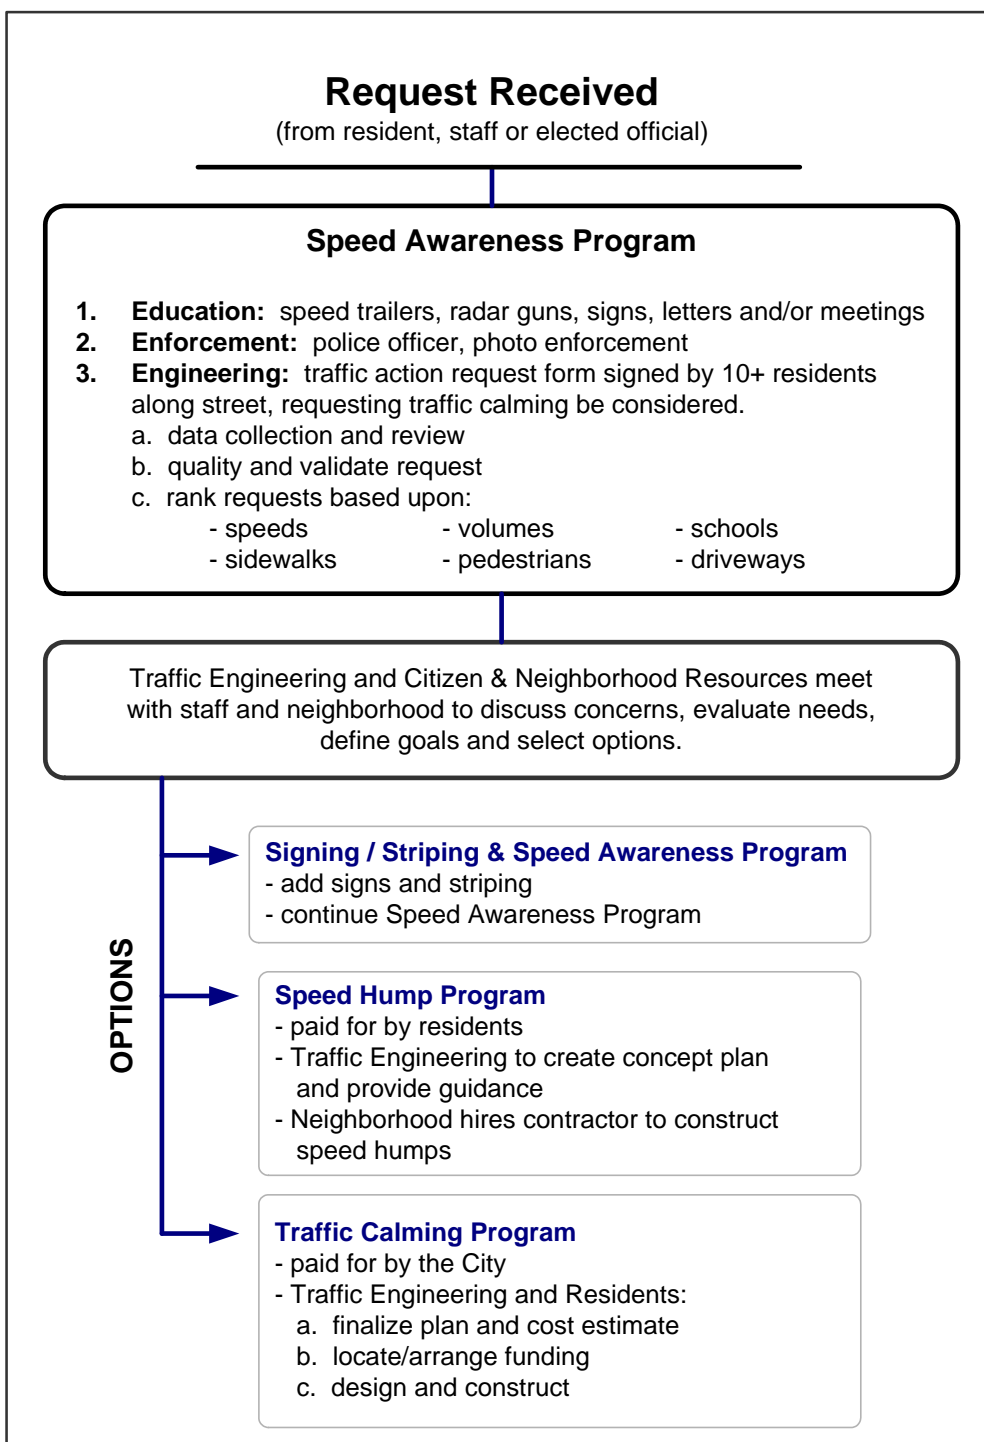 Request Received
(from resident, staff or elected official)
Speed Awareness Program
1. Education: speed trailers, radar guns, signs, letters and/or meetings
2. Enforcement: police officer, photo enforcement
3. Engineering: traffic action request form signed by 10+ residents
along street, requesting traffic calming be considered.
a. data collection and review
b. quality and validate request
c. rank requests based upon:
- speeds - volumes - schools
- sidewalks - pedestrians - driveways
Traffic Engineering and Citizen & Neighborhood Resources meet
with staff and neighborhood to discuss concerns, evaluate needs,
define goals and select options.
OPTIONS
Signing / Striping & Speed Awareness Program
- add signs and striping
- continue Speed Awareness Program
Speed Hump Program
- paid for by residents
- Traffic Engineering to create concept plan
and provide guidance
- Neighborhood hires contractor to construct
speed humps
Traffic Calming Program
- paid for by the City
- Traffic Engineering and Residents:
a. finalize plan and cost estimate
b. locate/arrange funding
c. design and construct